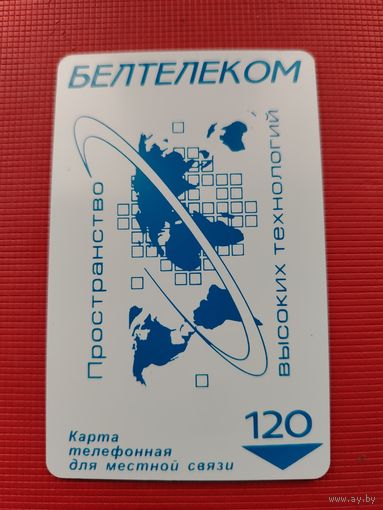 БЕЛТЕЛЕКОМ
Пространство
высоких технологий
120
Карта
телефонная
для местной связи
www.ay.by